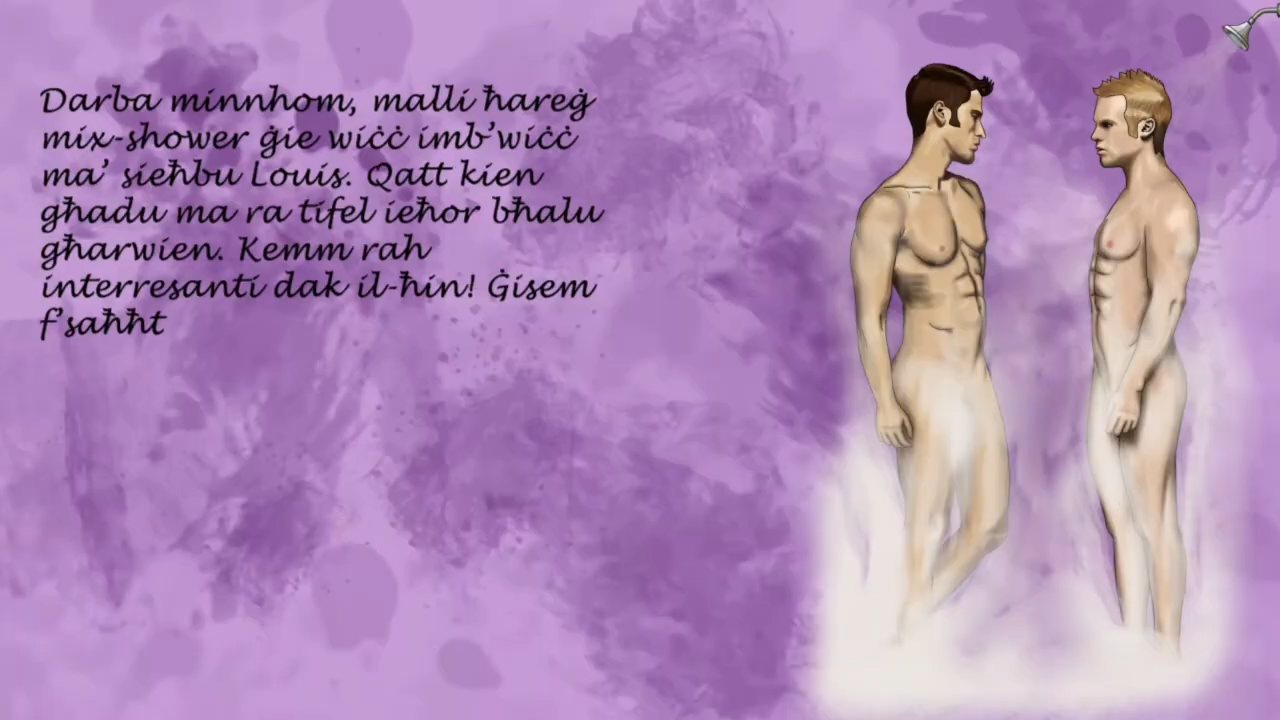 Darba minnhom, malli ħareġ
mix-shower ġie wiċċ imb'wiċċ
ma' sieħbu Louis. Qatt kien
għadu ma ra tifel ieħor bħalu
għarwien. Kemm rah
interresanti dak il-ħin! Ġisem
f'saħħt